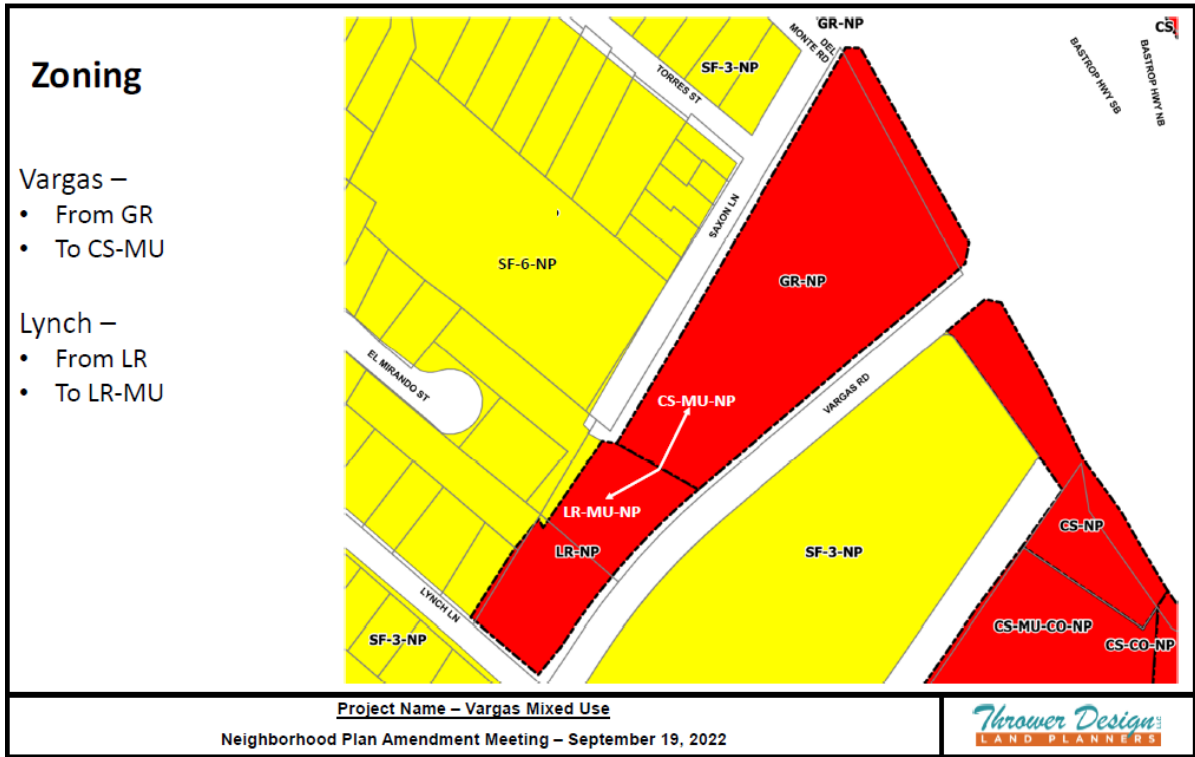 Zoning
Vargas –
• From GR
• To CS-MU
Lynch –
• From LR
• To LR-MU
GR-NP
CS
DEL
MONTE RD
BASTROP HWY SB
BASTROP HWY NB
SF-3-NP
TORRES ST
SAXON LN
SF-6-NP
GR-NP
EL MIRANDO ST
VARGAS RD
CS-MU-NP
LR-MU-NP
LR-NP
SF-3-NP
CS-NP
LYNCH LN
SF-3-NP
CS-MU-CO-NP
CS-CO-NP
Project Name – Vargas Mixed Use
Neighborhood Plan Amendment Meeting – September 19, 2022
Thrower Design LLC
LAND PLANNERS